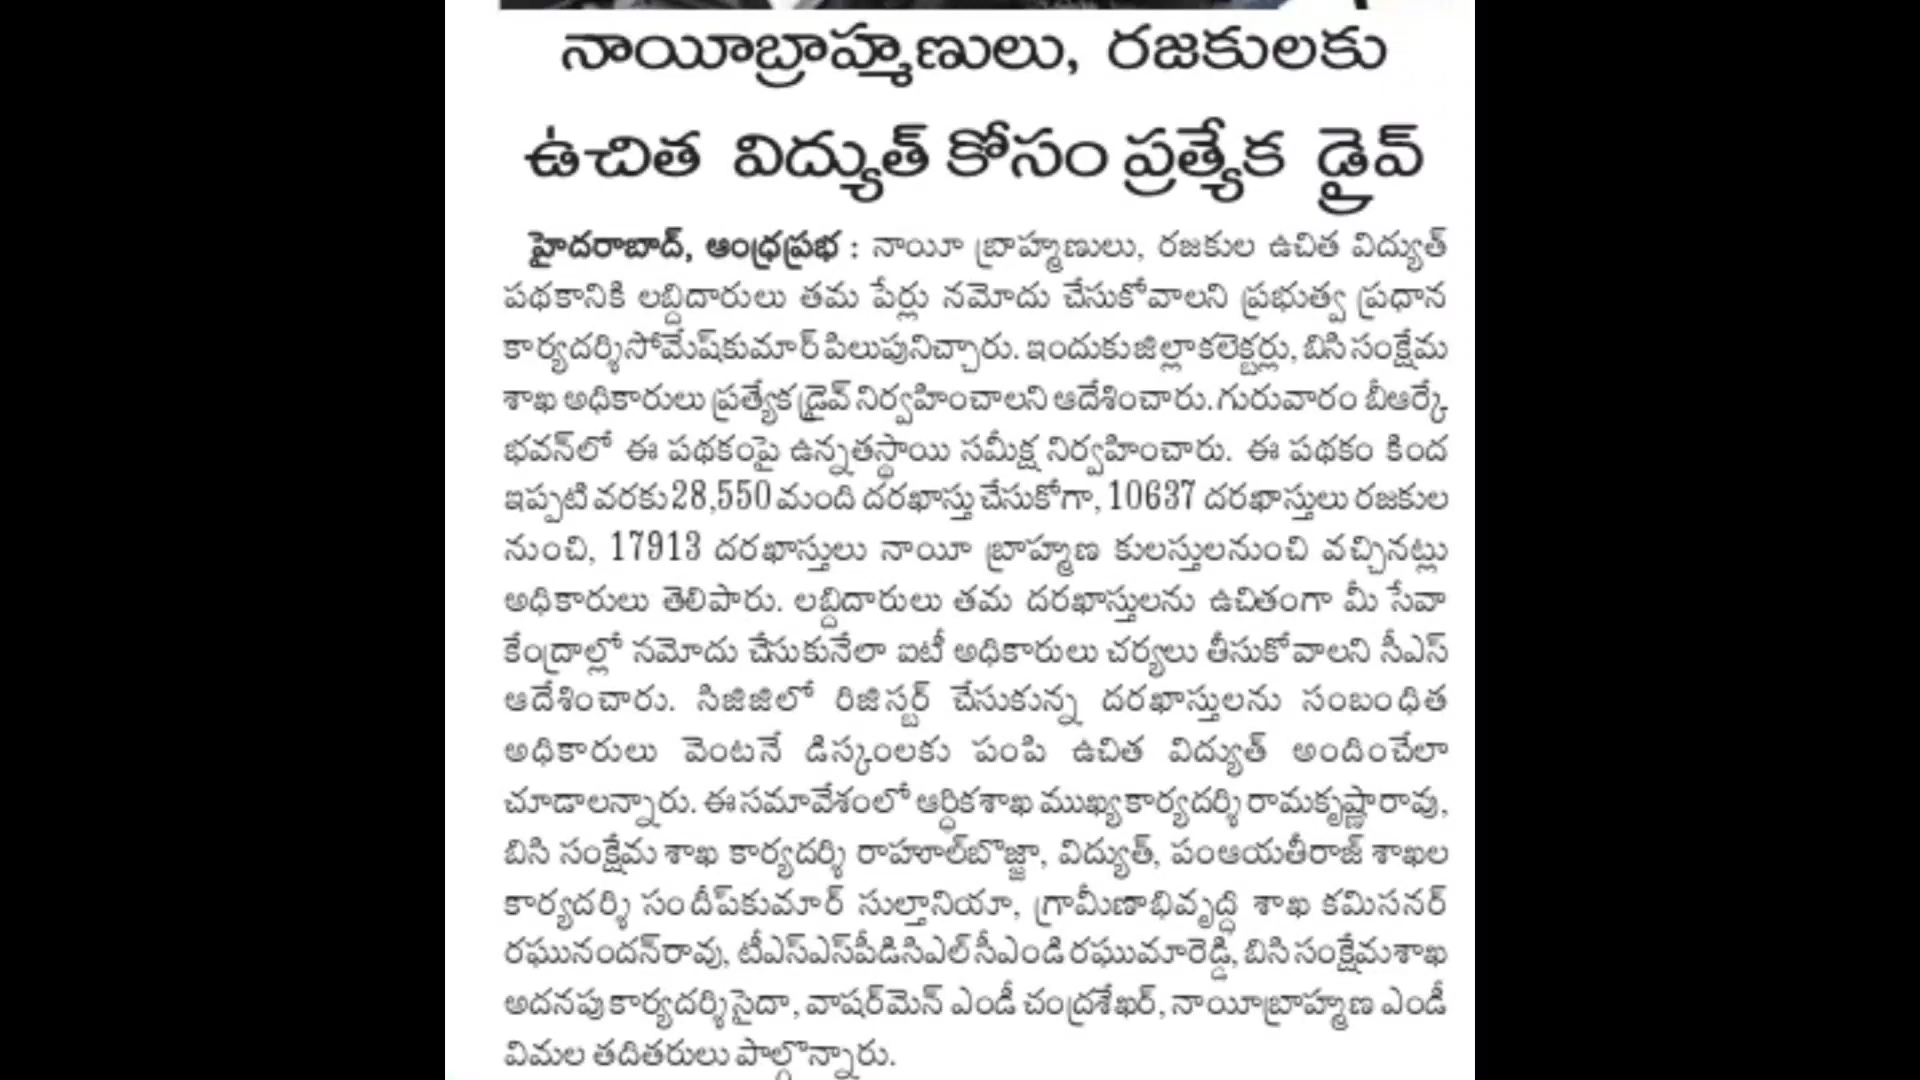 నాయీబ్రాహ్మణులు, రజకులకు
ఉచిత విద్యుత్ కోసం ప్రత్యేక డ్రైవ్
హైదరాబాద్, ఆంధ్రప్రభ : నాయీ బ్రాహ్మణులు, రజకుల ఉచిత విద్యుత్
పథకానికి లబ్దిదారులు తమ పేర్లు నమోదు చేసుకోవాలని ప్రభుత్వ ప్రధాన
కార్యదర్శి సోమేష్‌కుమార్ పిలుపునిచ్చారు. ఇందుకు జిల్లా కలెక్టర్లు, బిసి సంక్షేమ
శాఖ అధికారులు ప్రత్యేక డ్రైవ్ నిర్వహించాలని ఆదేశించారు. గురువారం బీఆర్కే
భవన్‌లో ఈ పథకంపై ఉన్నతస్థాయి సమీక్ష నిర్వహించారు. ఈ పథకం కింద
ఇప్పటి వరకు 28,550 మంది దరఖాస్తు చేసుకోగా, 10637 దరఖాస్తులు రజకుల
నుంచి, 17913 దరఖాస్తులు నాయీ బ్రాహ్మణ కులస్తులనుంచి వచ్చినట్లు
అధికారులు తెలిపారు. లబ్దిదారులు తమ దరఖాస్తులను ఉచితంగా మీ సేవా
కేంద్రాల్లో నమోదు చేసుకునేలా ఐటీ అధికారులు చర్యలు తీసుకోవాలని సీఎస్
ఆదేశించారు. సిజిజిలో రిజిస్టర్ చేసుకున్న దరఖాస్తులను సంబంధిత
అధికారులు వెంటనే డిస్కంలకు పంపి ఉచిత విద్యుత్ అందించేలా
చూడాలన్నారు. ఈ సమావేశంలో ఆర్ధికశాఖ ముఖ్య కార్యదర్శి రామకృష్ణారావు,
బిసి సంక్షేమ శాఖ కార్యదర్శి రాహూల్‌బొజ్జా, విద్యుత్, పంఆయతీరాజ్ శాఖల
కార్యదర్శి సందీప్‌కుమార్ సుల్తానియా, గ్రామీణాభివృద్ధి శాఖ కమిసనర్
రఘునందన్‌రావు, టీఎస్ఎస్‌పీడిసిఎల్ సీఎండి రఘుమారెడ్డి, బిసి సంక్షేమ శాఖ
అదనపు కార్యదర్శి సైదా, వాషర్‌మెన్ ఎండీ చంద్రశేఖర్, నాయీబ్రాహ్మణ ఎండీ
విమల తదితరులు పాల్గొన్నారు.